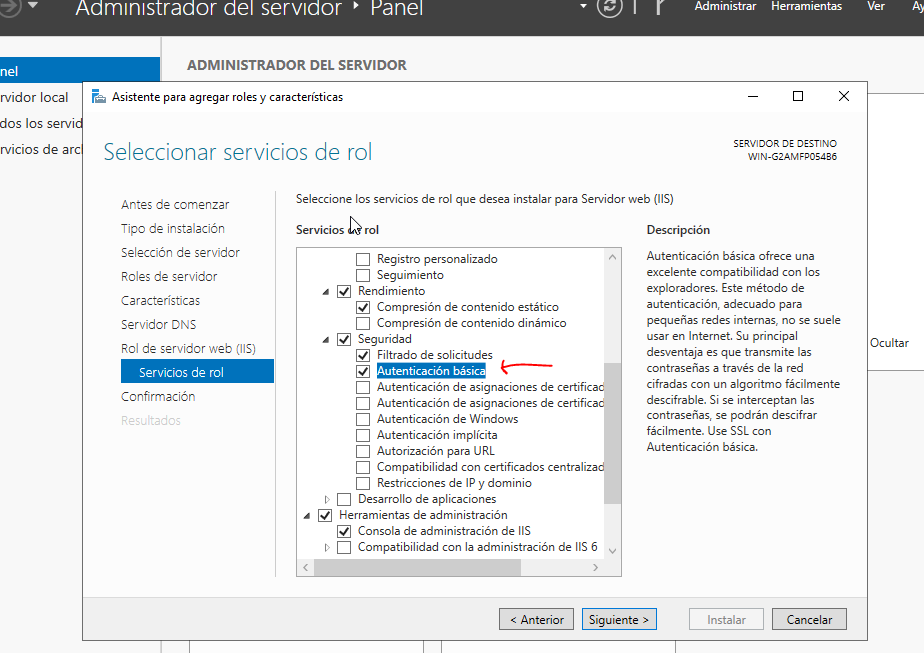 Administrador del servidor ‣ Panel
Administrar Herramientas Ver
ADMINISTRADOR DEL SERVIDOR
Asistente para agregar roles y características
Seleccionar servicios de rol
SERVIDOR DE DESTINO
WIN-G2AMFP054B6
Antes de comenzar
Tipo de instalación
Selección de servidor
Roles de servidor
Características
Servidor DNS
Rol de servidor web (IIS)
Servicios de rol
Confirmación
Resultados
Seleccione los servicios de rol que desea instalar para Servidor web (IIS)
Servicios de rol
Registro personalizado
Seguimiento
Rendimiento
Compresión de contenido estático
Compresión de contenido dinámico
Seguridad
Filtrado de solicitudes
Autenticación básica
Autenticación de asignaciones de certificad
Autenticación de asignaciones de certificad
Autenticación de Windows
Autenticación implícita
Autorización para URL
Compatibilidad con certificados centralizad
Restricciones de IP y dominio
Desarrollo de aplicaciones
Herramientas de administración
Consola de administración de IIS
Compatibilidad con la administración de IIS 6
Descripción
Autenticación básica ofrece una
excelente compatibilidad con los
exploradores. Este método de
autenticación, adecuado para
pequeñas redes internas, no se suele
usar en Internet. Su principal
desventaja es que transmite las
contraseñas a través de la red
cifradas con un algoritmo fácilmente
descifrable. Si se interceptan las
contraseñas, se podrán descifrar
fácilmente. Use SSL con
Autenticación básica.
Ocultar
nel
rvidor local
dos los servid
rvicios de arc
< Anterior
Siguiente >
Instalar
Cancelar